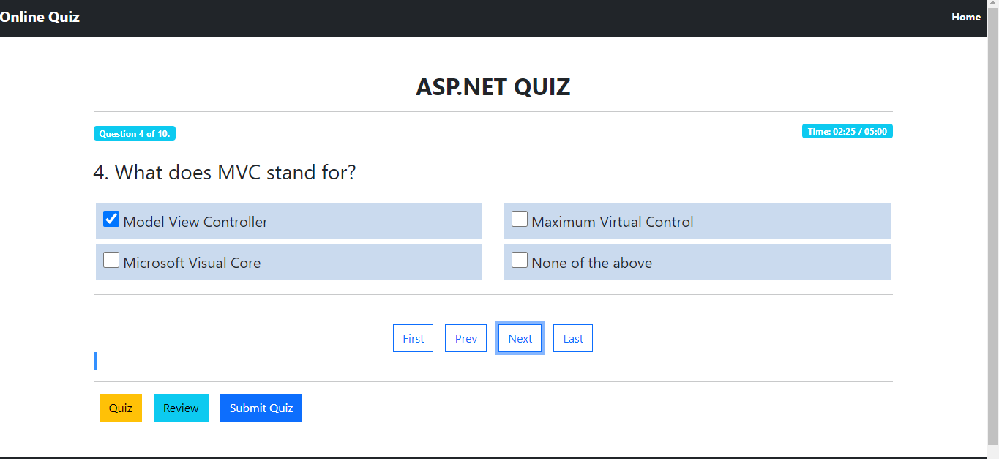 Online Quiz
Home
ASP.NET QUIZ
Question 4 of 10.
Time: 02:25 / 05:00
4. What does MVC stand for?
Model View Controller
Maximum Virtual Control
Microsoft Visual Core
None of the above
First Prev Next Last
Quiz Review Submit Quiz